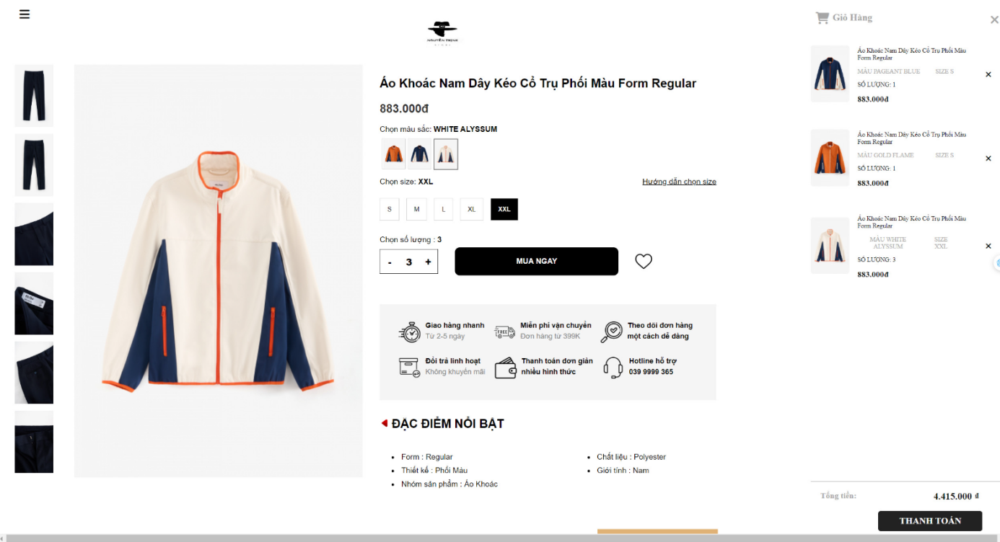 NGUYÊN THỊNH
STORE
Áo Khoác Nam Dây Kéo Cổ Trụ Phối Màu Form Regular
883.000đ
Chọn màu sắc: WHITE ALYSSUM
Chọn size: XXL
Hướng dẫn chọn size
S M L XL XXL
Chọn số lượng : 3
- 3 +
MUA NGAY
Giao hàng nhanh
Từ 2-5 ngày
FREE
Miễn phí vận chuyển
Đơn hàng từ 399K
Theo dõi đơn hàng
một cách dễ dàng
Đổi trả linh hoạt
Không khuyến mãi
Thanh toán đơn giản
nhiều hình thức
Hotline hỗ trợ
039 9999 365
ĐẶC ĐIỂM NỔI BẬT
Form : Regular
Thiết kế : Phối Màu
Nhóm sản phẩm : Áo Khoác
Chất liệu : Polyester
Giới tính : Nam
Giỏ Hàng
Áo Khoác Nam Dây Kéo Cổ Trụ Phối Màu
Form Regular
MÀU PAGEANT BLUE SIZE S
SỐ LƯỢNG: 1
883.000đ
Áo Khoác Nam Dây Kéo Cổ Trụ Phối Màu
Form Regular
MÀU GOLD FLAME SIZE S
SỐ LƯỢNG: 1
883.000đ
Áo Khoác Nam Dây Kéo Cổ Trụ Phối Màu
Form Regular
MÀU WHITE SIZE
ALYSSUM XXL
SỐ LƯỢNG: 3
883.000đ
Tổng tiền: 4.415.000 đ
THANH TOÁN